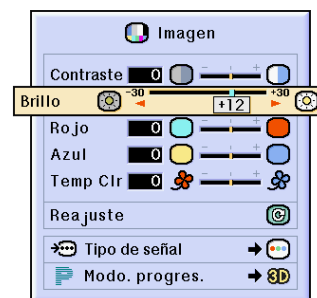 Imagen
Contraste 0
Brillo -30 +12 +30
Rojo 0
Azul 0
Temp Clr 0
Reajuste
Tipo de señal
P Modo. progres. 3D